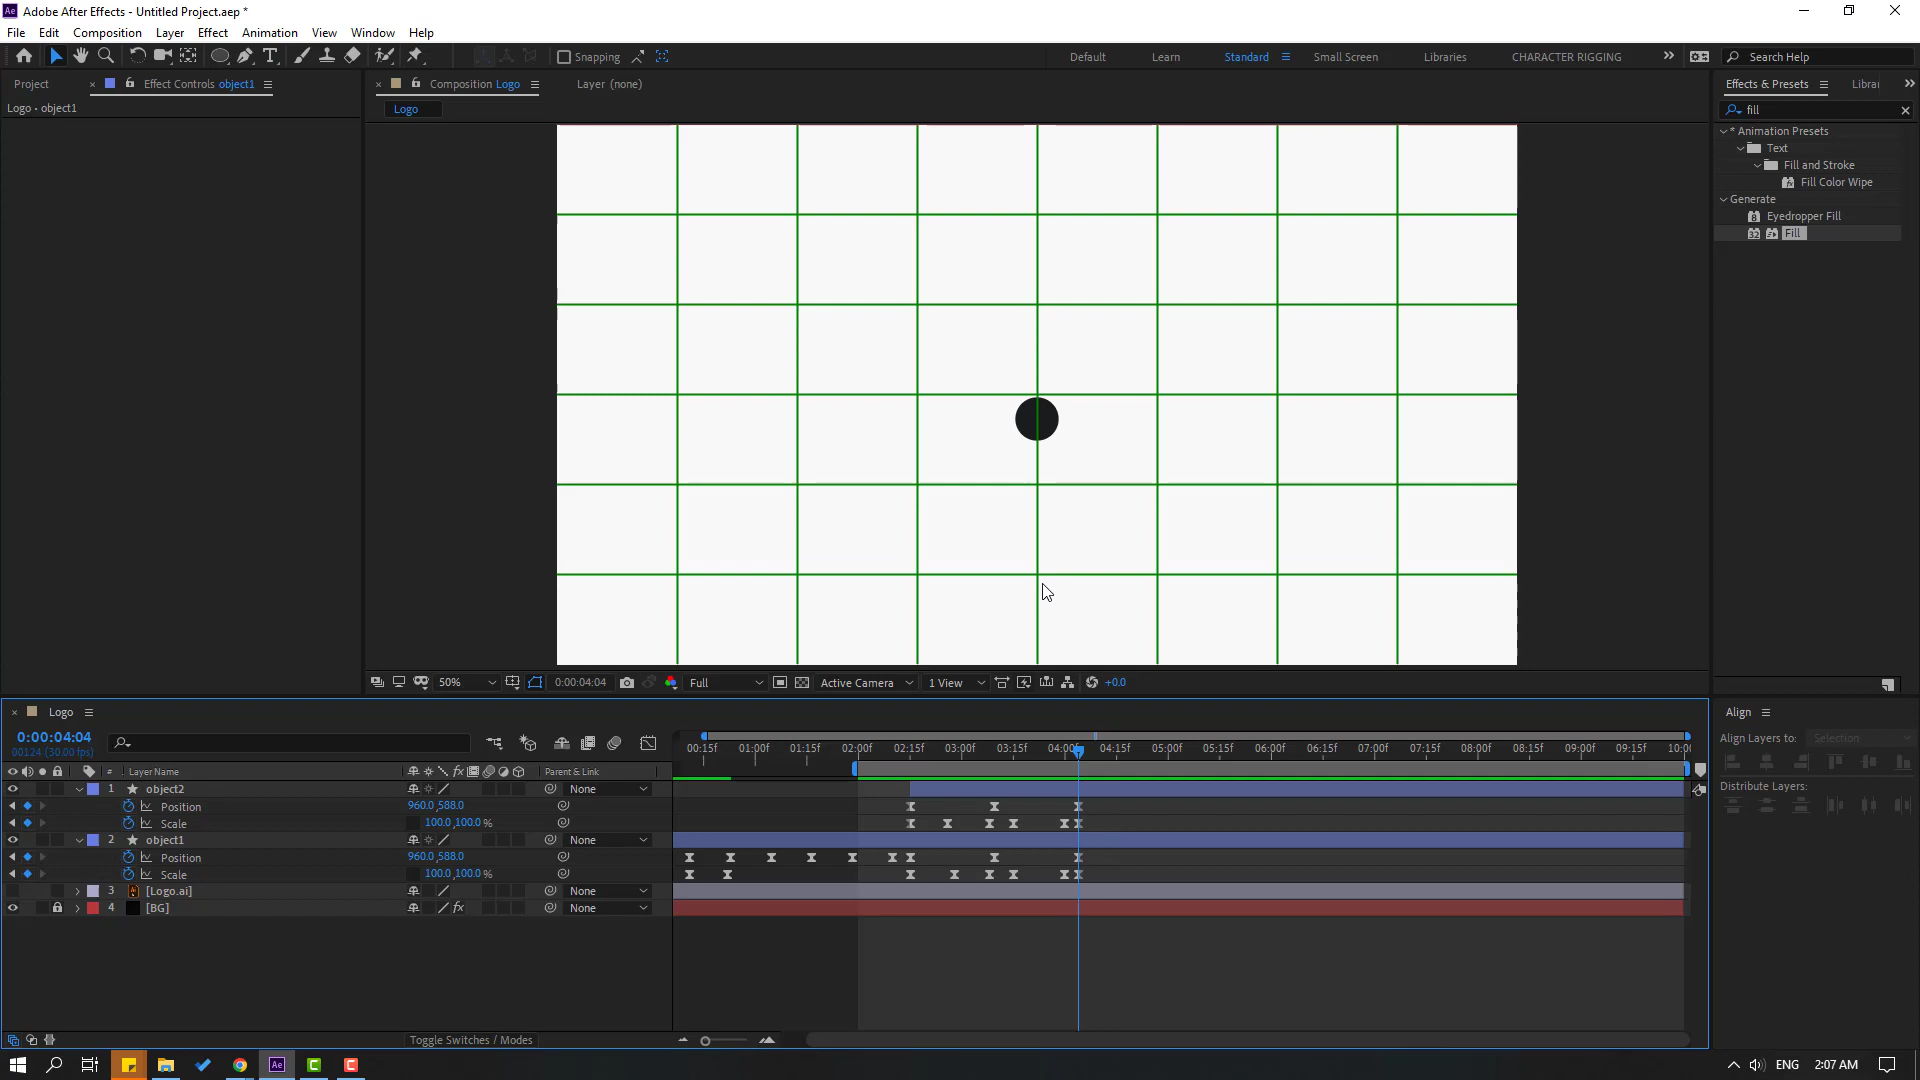 Adobe After Effects - Untitled Project.aep *
File Edit Composition Layer Effect Animation View Window Help
Snapping
Default Learn Standard Small Screen Libraries CHARACTER RIGGING
Search Help
Project
Effect Controls object1
Composition Logo
Layer (none)
Effects & Presets
Librai
Logo • object1
Logo
fill
* Animation Presets
Text
Fill and Stroke
Fill Color Wipe
Generate
Eyedropper Fill
Fill
50%
0:00:04:04
Full
Active Camera
1 View
+0.0
Logo
Align
0:00:04:04
00124 (30.00 fps)
00:15f 01:00f 01:15f 02:00f 02:15f 03:00f 03:15f 04:00f 04:15f 05:00f 05:15f 06:00f 06:15f 07:00f 07:15f 08:00f 08:15f 09:00f 09:15f 10:00
Align Layers to: Selection
Distribute Layers:
# Layer Name
Parent & Link
1 object2 None
Position 960.0,588.0
Scale 100.0,100.0 %
2 object1 None
Position 960.0,588.0
Scale 100.0,100.0 %
3 [Logo.ai] None
4 [BG] fx None
Toggle Switches / Modes
ENG 2:07 AM